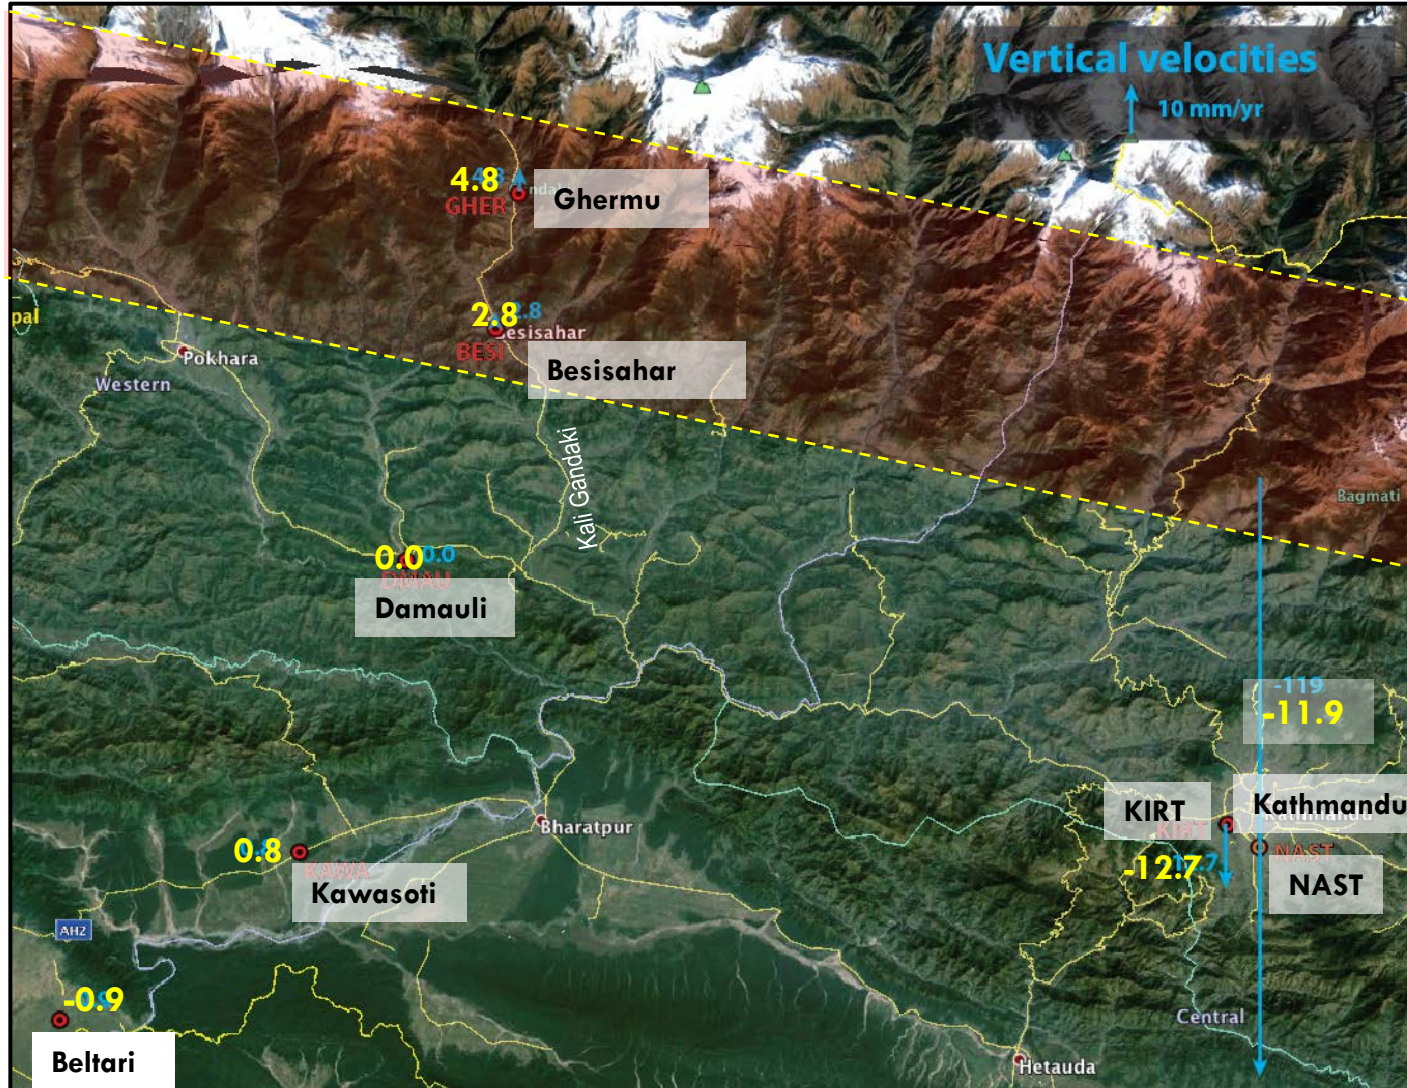 Vertical velocities
10 mm/yr
4.8
GHER
Ghermu
2.8
2.8
Besisahar
BESI
Besisahar
pal
Pokhara
Western
Kali Gandaki
Bagmati
0.0
0.0
DMAU
Damauli
-119
-11.9
KIRT
KIRT
Kathmandu
Kathmandu
NAST
-12.7
NAST
0.8
KAWA
Kawasoti
Bharatpur
AH2
-0.9
Beltari
Central
Hetauda